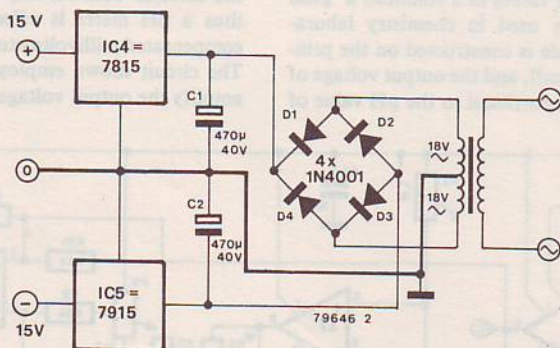 15 V
+
IC4 =
7815
C1
470µ
40V
D1
D2
4x
1N4001
D4
D3
18V
18V
0
C2
470µ
40V
IC5 =
7915
–
15V
79646 2